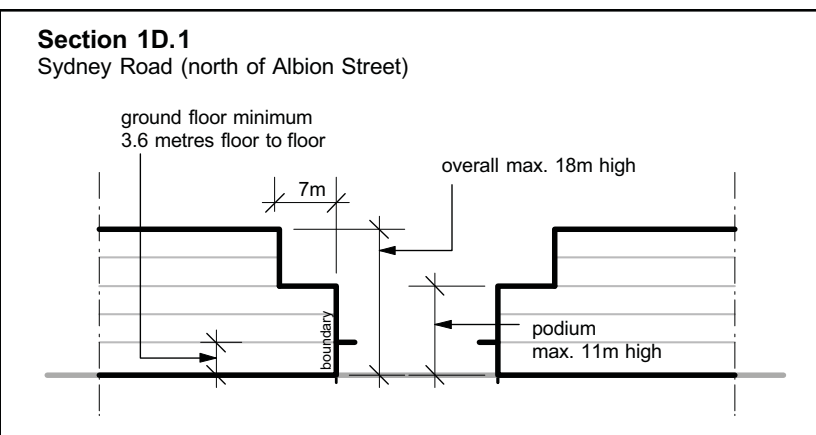 Section 1D.1
Sydney Road (north of Albion Street)
ground floor minimum
3.6 metres floor to floor
7m
overall max. 18m high
boundary
podium
max. 11m high